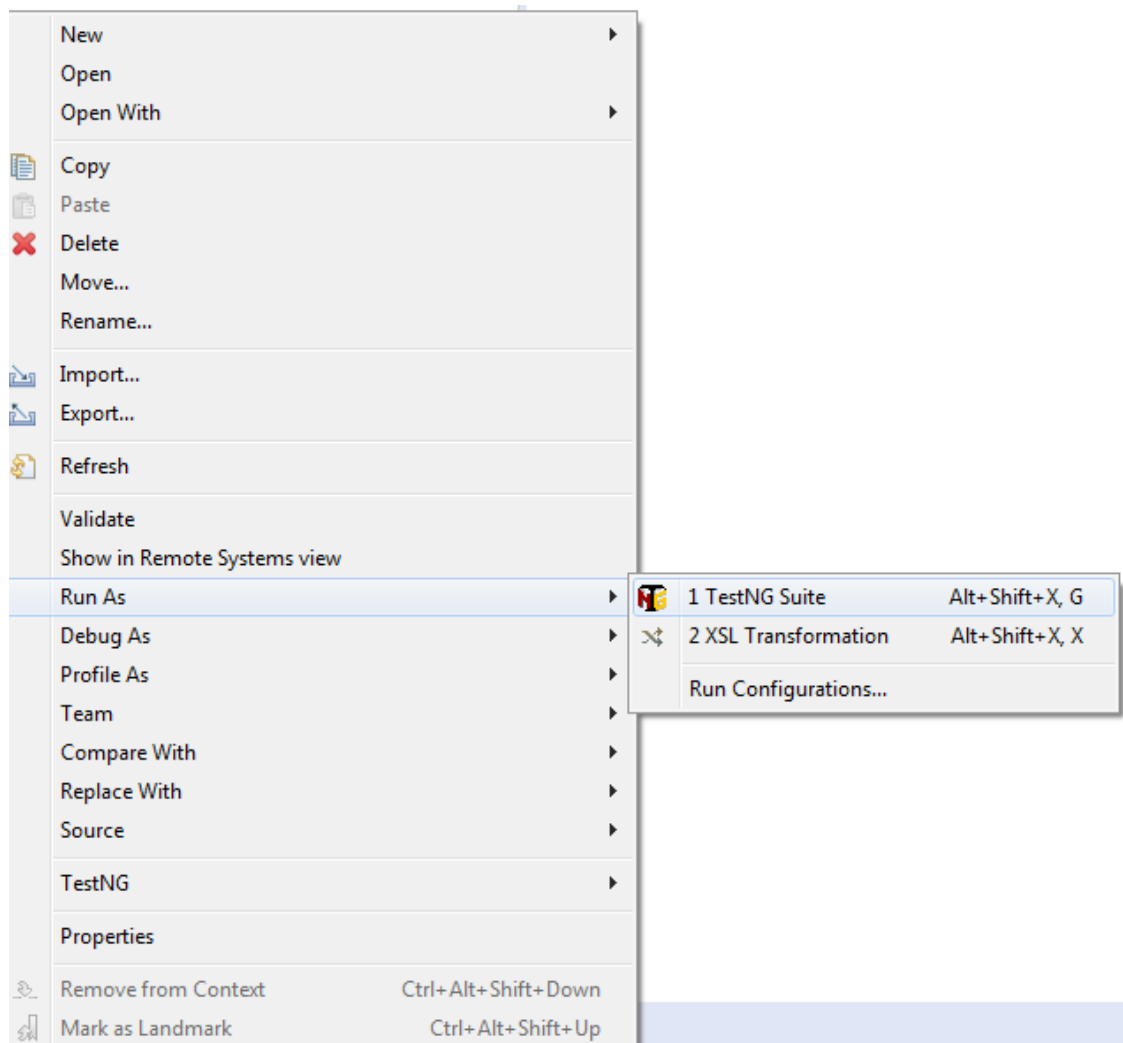 New
Open
Open With
Copy
Paste
Delete
Move...
Rename...
Import...
Export...
Refresh
Validate
Show in Remote Systems view
Run As
1 TestNG Suite Alt+Shift+X, G
Debug As
2 XSL Transformation Alt+Shift+X, X
Profile As
Run Configurations...
Team
Compare With
Replace With
Source
TestNG
Properties
Remove from Context Ctrl+Alt+Shift+Down
Mark as Landmark Ctrl+Alt+Shift+Up